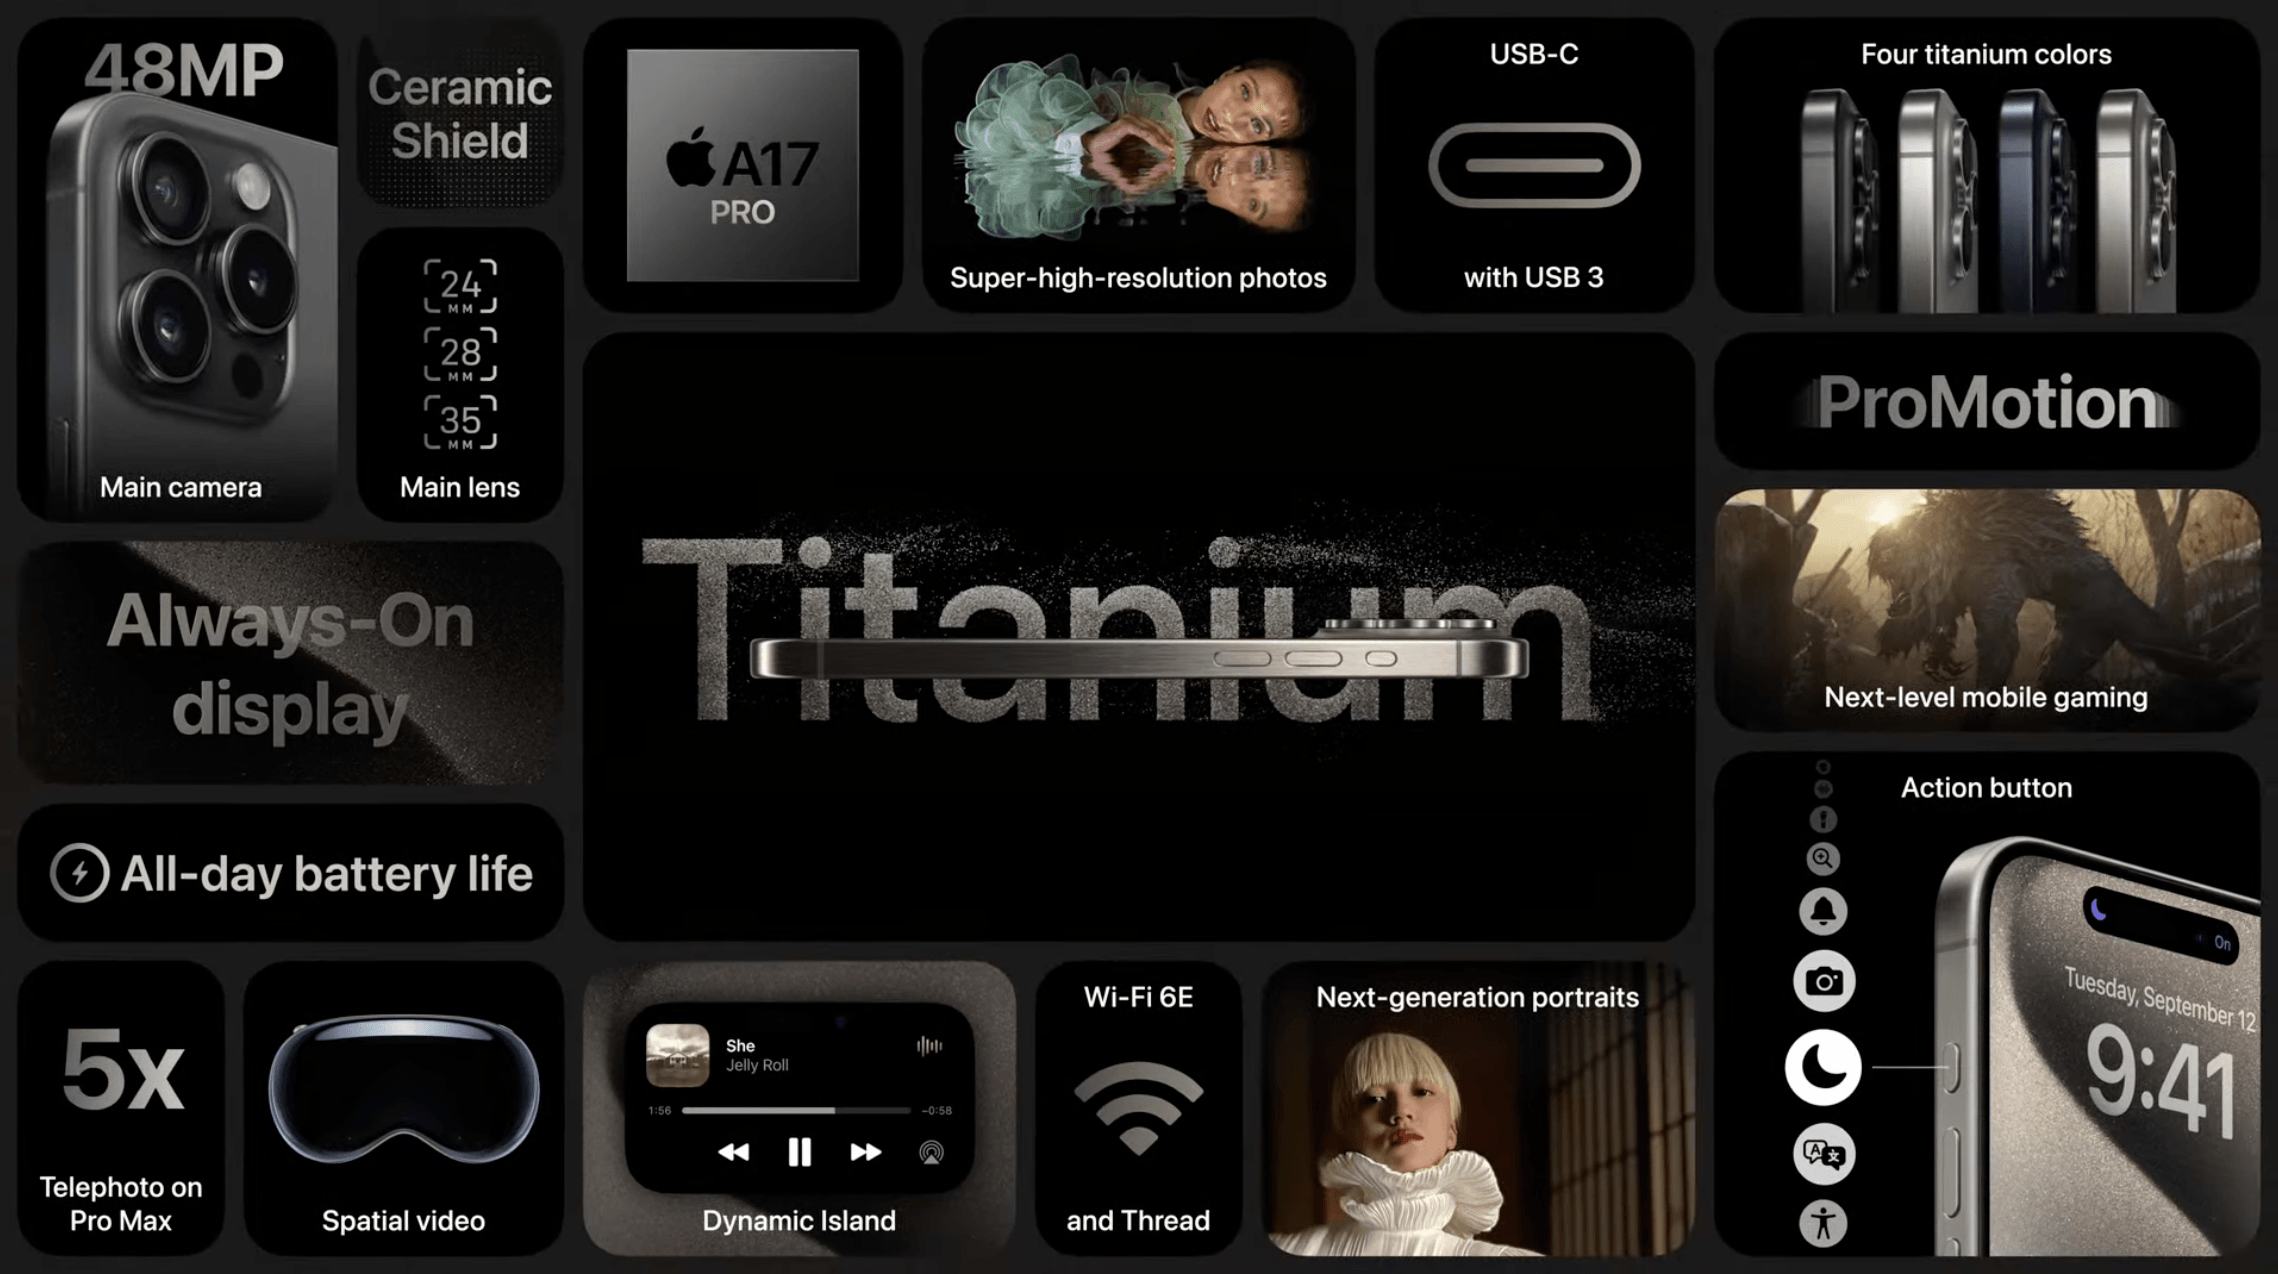 48MP
Main camera
Ceramic
Shield
24
MM
28
MM
35
MM
Main lens
A17
PRO
Super-high-resolution photos
USB-C
with USB 3
Four titanium colors
Titanium
ProMotion
Next-level mobile gaming
Always-On
display
All-day battery life
5x
Telephoto on
Pro Max
Spatial video
She
Jelly Roll
1:56
−0:58
Dynamic Island
Wi-Fi 6E
and Thread
Next-generation portraits
Action button
On
Tuesday, September 12
9:41
A 文